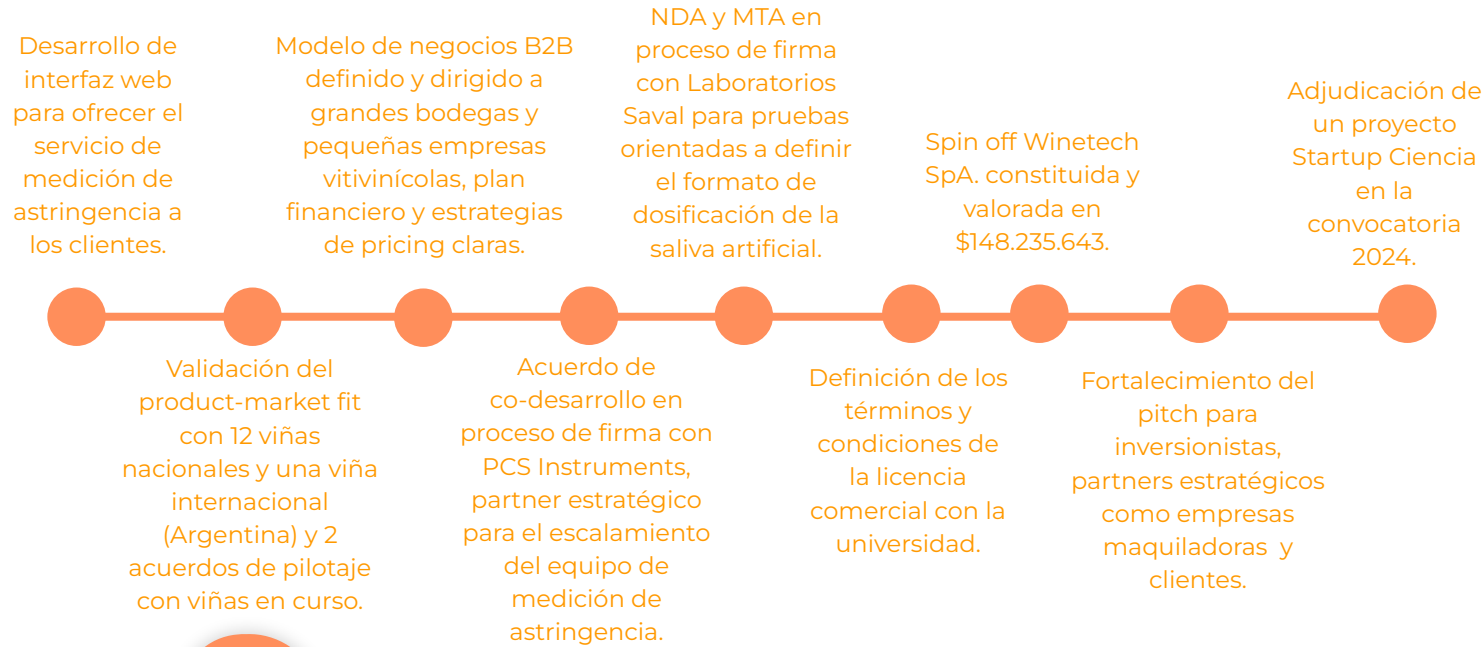 Desarrollo de
interfaz web
para ofrecer el
servicio de
medición de
astringencia a
los clientes.
Validación del
product-market fit
con 12 viñas
nacionales y una viña
internacional
(Argentina) y 2
acuerdos de pilotaje
con viñas en curso.
Modelo de negocios B2B
definido y dirigido a
grandes bodegas y
pequeñas empresas
vitivinícolas, plan
financiero y estrategias
de pricing claras.
Acuerdo de
co-desarrollo en
proceso de firma con
PCS Instruments,
partner estratégico
para el escalamiento
del equipo de
medición de
astringencia.
NDA y MTA en
proceso de firma
con Laboratorios
Saval para pruebas
orientadas a definir
el formato de
dosificación de la
saliva artificial.
Definición de los
términos y
condiciones de
la licencia
comercial con la
universidad.
Spin off Winetech
SpA. constituida y
valorada en
$148.235.643.
Fortalecimiento del
pitch para
inversionistas,
partners estratégicos
como empresas
maquiladoras y
clientes.
Adjudicación de
un proyecto
Startup Ciencia
en la
convocatoria
2024.